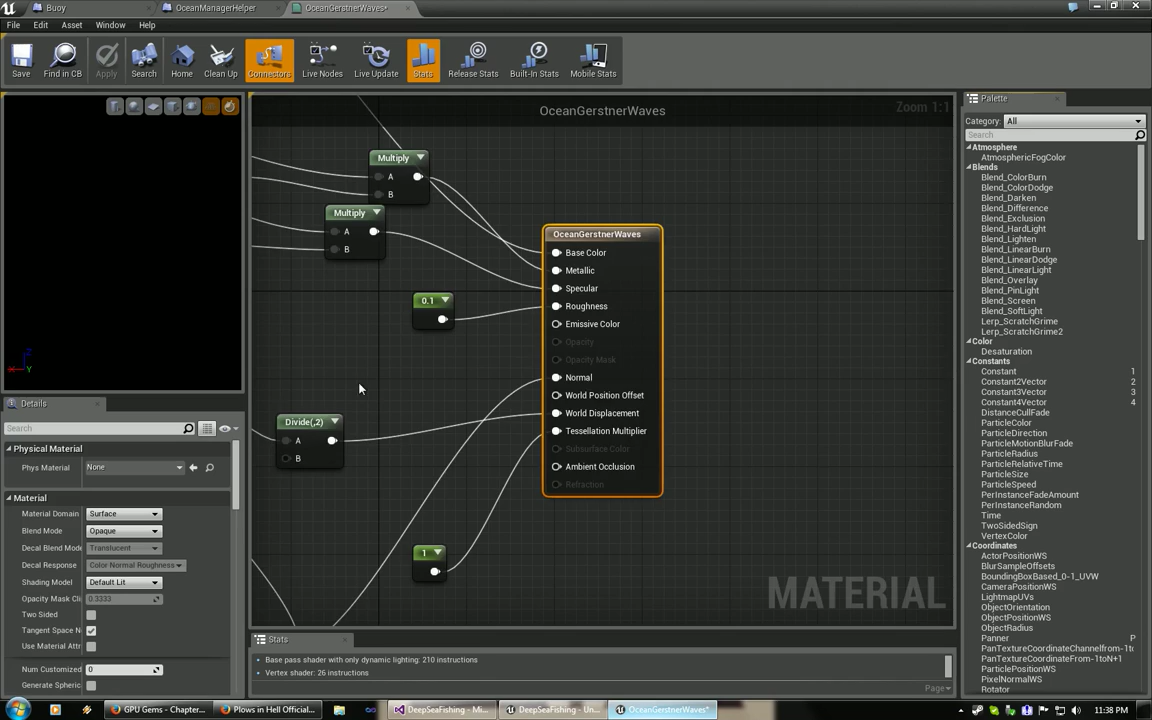 Buoy
OceanManagerHelper
OceanGerstnerWaves*
File Edit Asset Window Help
Save
Find in CB
Apply
Search
Home
Clean Up
Connectors
Live Nodes
Live Update
Stats
Release Stats
Built-In Stats
Mobile Stats
OceanGerstnerWaves
Zoom 1:1
Multiply
A
B
Multiply
A
B
0.1
Divide(,2)
A
B
1
OceanGerstnerWaves
Base Color
Metallic
Specular
Roughness
Emissive Color
Opacity
Opacity Mask
Normal
World Position Offset
World Displacement
Tessellation Multiplier
Subsurface Color
Ambient Occlusion
Refraction
MATERIAL
Z
Y
X
Details
Search
Physical Material
Phys Material None
Material
Material Domain Surface
Blend Mode Opaque
Decal Blend Mode Translucent
Decal Response Color Normal Roughness
Shading Model Default Lit
Opacity Mask Cli 0.3333
Two Sided
Tangent Space N
Use Material Attr
Num Customized 0
Generate Spheric
Stats
Base pass shader with only dynamic lighting: 210 instructions
Vertex shader: 26 instructions
Page
Palette
Category: All
Search
Atmosphere
AtmosphericFogColor
Blends
Blend_ColorBurn
Blend_ColorDodge
Blend_Darken
Blend_Difference
Blend_Exclusion
Blend_HardLight
Blend_Lighten
Blend_LinearDodge
Blend_LinearLight
Blend_Overlay
Blend_PinLight
Blend_Screen
Blend_SoftLight
Lerp_ScratchGrime
Lerp_ScratchGrime2
Color
Desaturation
Constants
Constant 1
Constant2Vector 2
Constant3Vector 3
Constant4Vector 4
DistanceCullFade
ParticleColor
ParticleDirection
ParticleMotionBlurFade
ParticleRadius
ParticleRelativeTime
ParticleSize
ParticleSpeed
PerInstanceFadeAmount
PerInstanceRandom
Time
TwoSidedSign
VertexColor
Coordinates
ActorPositionWS
BlurSampleOffsets
BoundingBoxBased_0-1_UVW
CameraPositionWS
LightmapUVs
ObjectOrientation
ObjectPositionWS
ObjectRadius
Panner P
PanTextureCoordinateChannelfrom-1to
PanTextureCoordinateFrom-1toN+1
ParticlePositionWS
PixelNormalWS
Rotator
GPU Gems - Chapter...
Plows in Hell Official...
DeepSeaFishing - Mi...
DeepSeaFishing - Un...
OceanGerstnerWaves*
11:38 PM